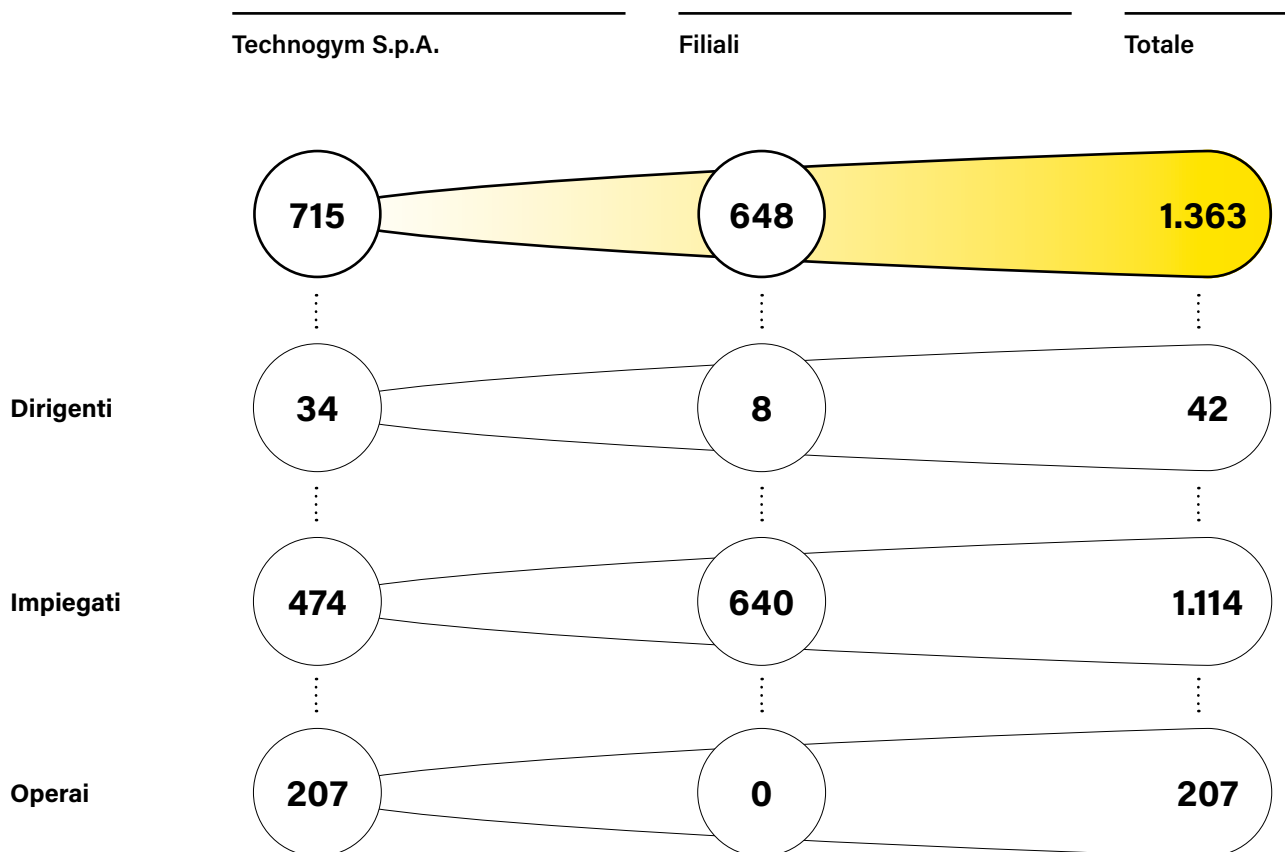 Technogym S.p.A. Filiali Totale
715 648 1.363
Dirigenti 34 8 42
Impiegati 474 640 1.114
Operai 207 0 207